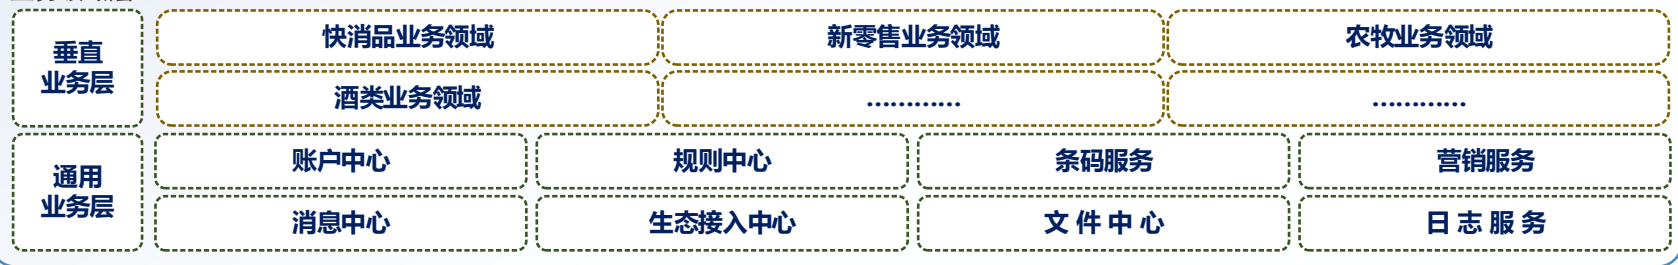 垂直
业务层
快消品业务领域
新零售业务领域
农牧业务领域
酒类业务领域
…………
…………
通用
业务层
账户中心
规则中心
条码服务
营销服务
消息中心
生态接入中心
文 件 中 心
日 志 服 务